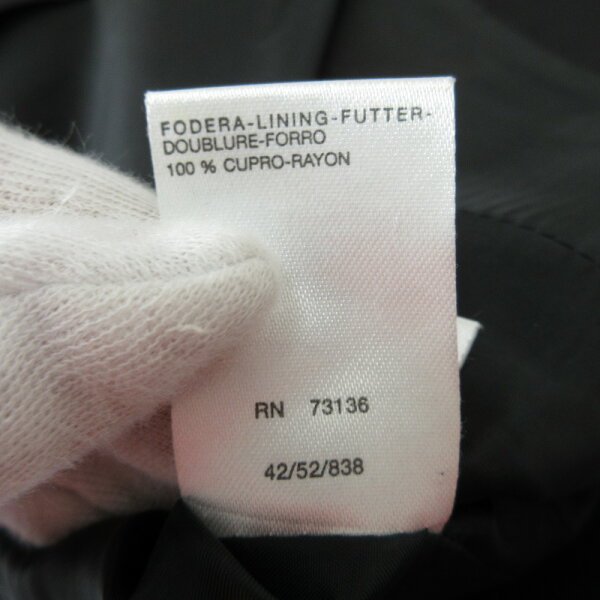 FODERA-LINING-FUTTER-
DOUBLURE-FORRO
100 % CUPRO-RAYON
RN 73136
42/52/838